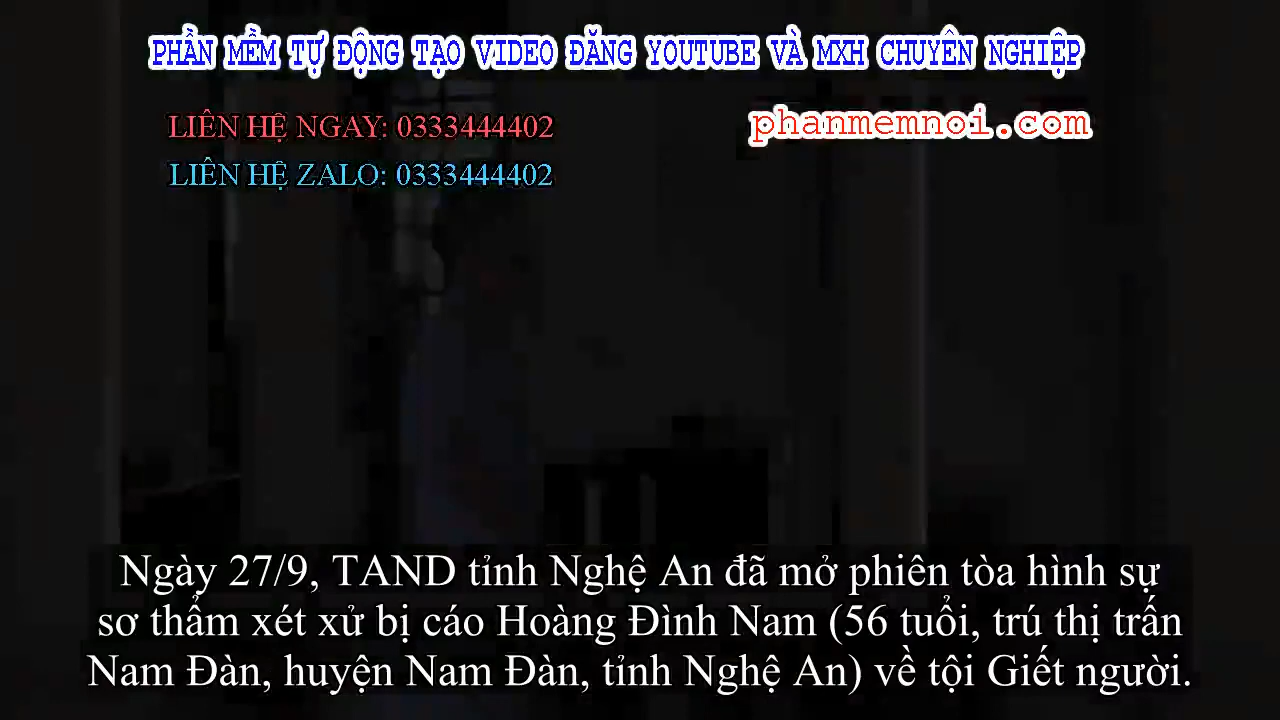 PHẦN MỀM TỰ ĐỘNG TẠO VIDEO ĐĂNG YOUTUBE VÀ MXH CHUYÊN NGHIỆP
LIÊN HỆ NGAY: 0333444402
phanmemnoi.com
LIÊN HỆ ZALO: 0333444402
Ngày 27/9, TAND tỉnh Nghệ An đã mở phiên tòa hình sự
sơ thẩm xét xử bị cáo Hoàng Đình Nam (56 tuổi, trú thị trấn
Nam Đàn, huyện Nam Đàn, tỉnh Nghệ An) về tội Giết người.